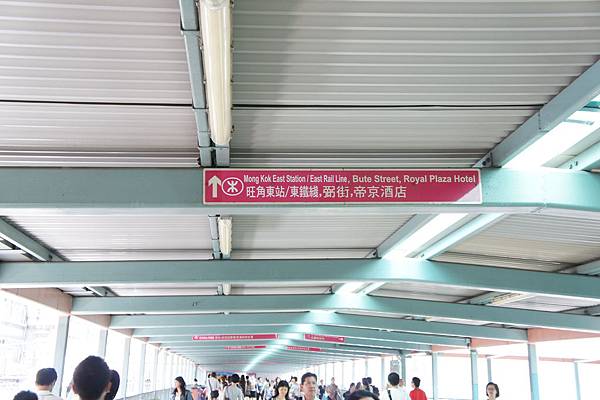 Mong Kok East Station / East Rail Line, Bute Street, Royal Plaza Hotel
旺角東站/東鐵綫,弼街,帝京酒店